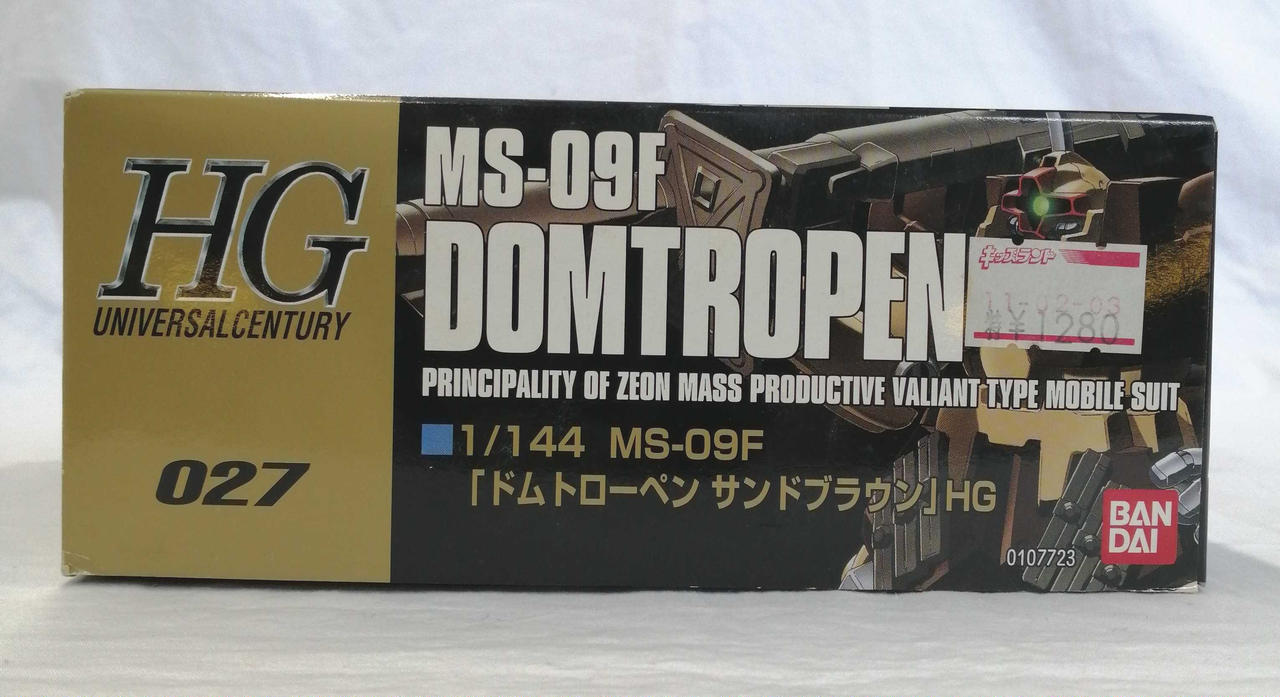 HG
UNIVERSALCENTURY
027
MS-09F
DOMTROPEN
PRINCIPALITY OF ZEON MASS PRODUCTIVE VALIANT TYPE MOBILE SUIT
1/144 MS-09F
「ドムトローペン サンドブラウン」HG
キッズランド
11-02-03
¥1280
0107723
BAN
DAI